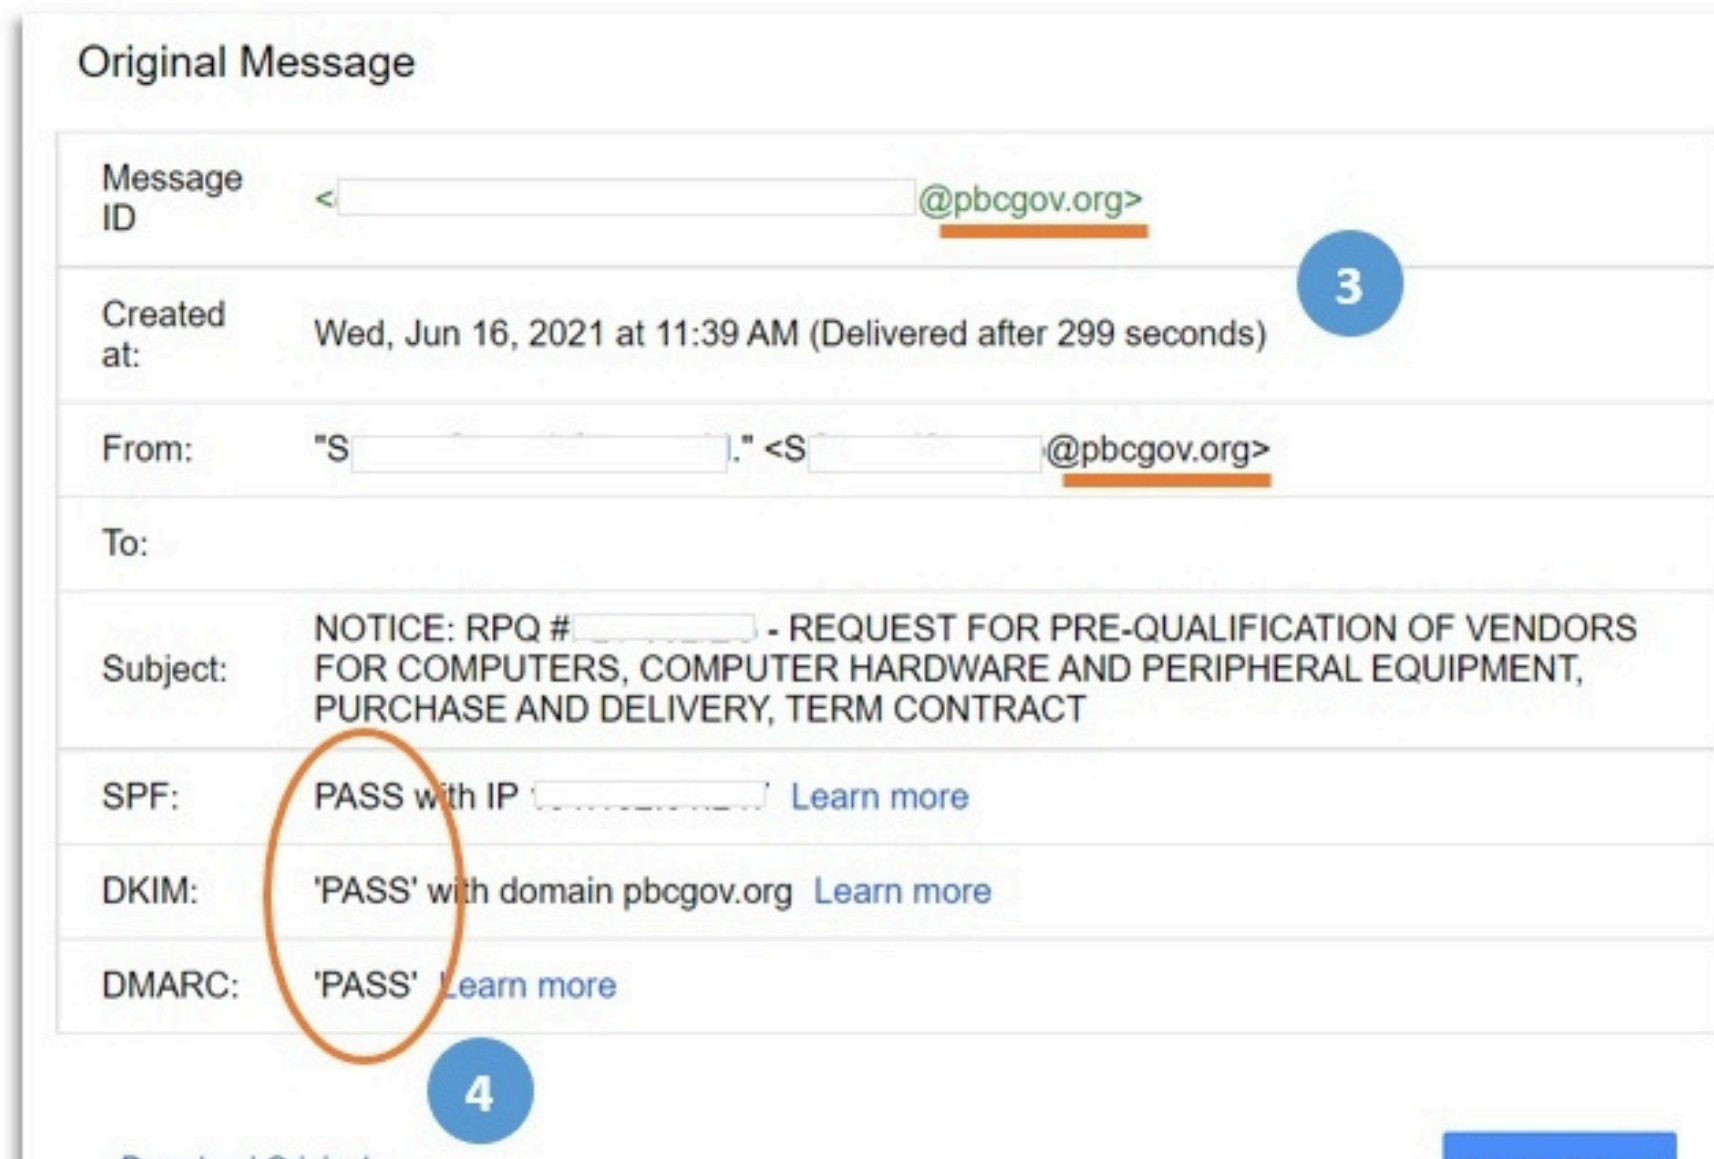 Original Message
Message
ID
<
@pbcgov.org>
3
Created
at:
Wed, Jun 16, 2021 at 11:39 AM (Delivered after 299 seconds)
From:
"S ." <S @pbcgov.org>
To:
Subject:
NOTICE: RPQ # - REQUEST FOR PRE-QUALIFICATION OF VENDORS
FOR COMPUTERS, COMPUTER HARDWARE AND PERIPHERAL EQUIPMENT,
PURCHASE AND DELIVERY, TERM CONTRACT
SPF:
PASS with IP Learn more
DKIM:
'PASS' with domain pbcgov.org Learn more
DMARC:
'PASS' Learn more
4